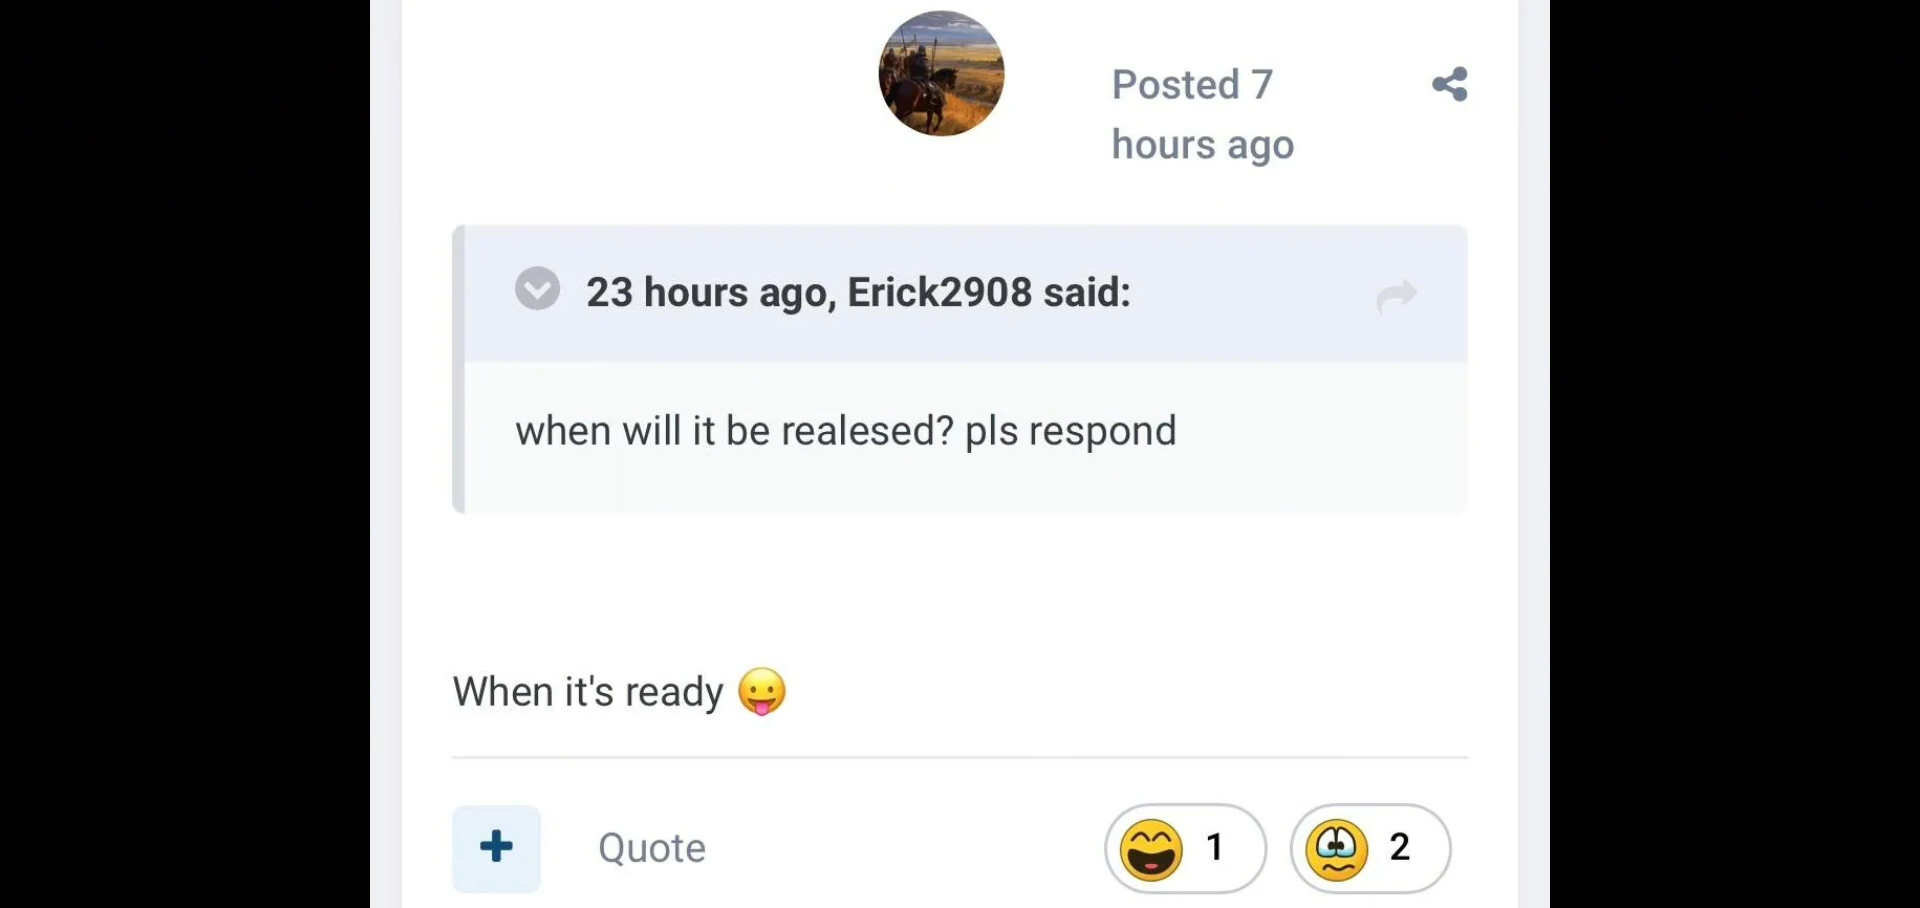 Posted 7
hours ago
23 hours ago, Erick2908 said:
when will it be realesed? pls respond
When it's ready 😛
Quote
1
2